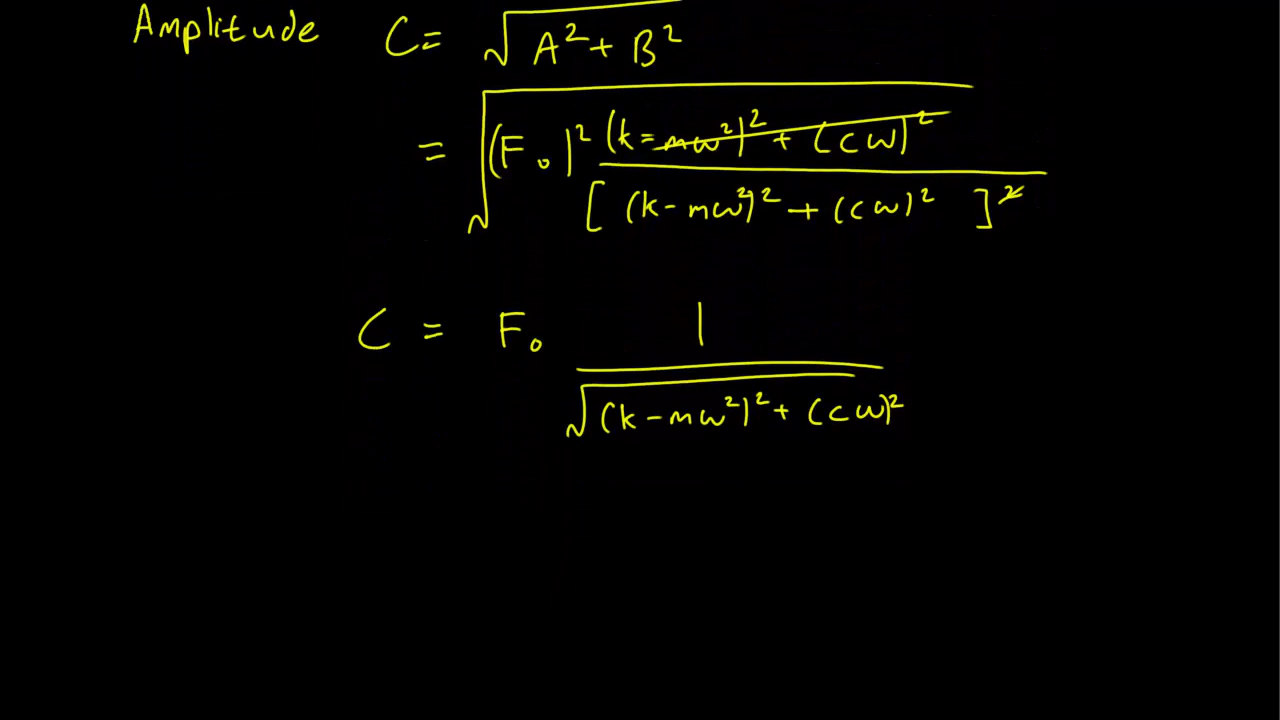 Amplitude C = √(A² + B²)
= √((F₀)² (k = mω²)² + (cω)² / [(k - mω²)² + (cω)²]²)
C = F₀ 1 / √((k - mω²)² + (cω)²)